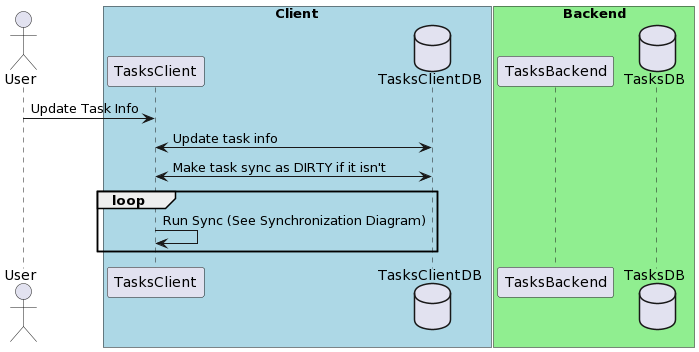 Client
Backend
User
TasksClient
TasksClientDB
TasksBackend
TasksDB
Update Task Info
Update task info
Make task sync as DIRTY if it isn't
loop
Run Sync (See Synchronization Diagram)
User
TasksClient
TasksClientDB
TasksBackend
TasksDB